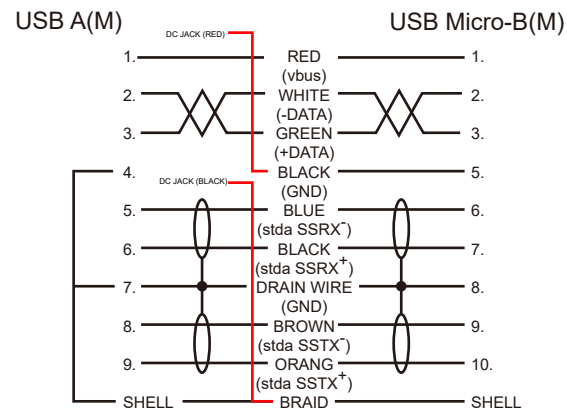 USB A(M) USB Micro-B(M)
DC JACK (RED)
1. RED 1.
(vbus)
2. WHITE 2.
(-DATA)
3. GREEN 3.
(+DATA)
4. BLACK 5.
DC JACK (BLACK)
(GND)
5. BLUE 6.
(stda SSRX-)
6. BLACK 7.
(stda SSRX+)
7. DRAIN WIRE 8.
(GND)
8. BROWN 9.
(stda SSTX-)
9. ORANG 10.
(stda SSTX+)
SHELL BRAID SHELL